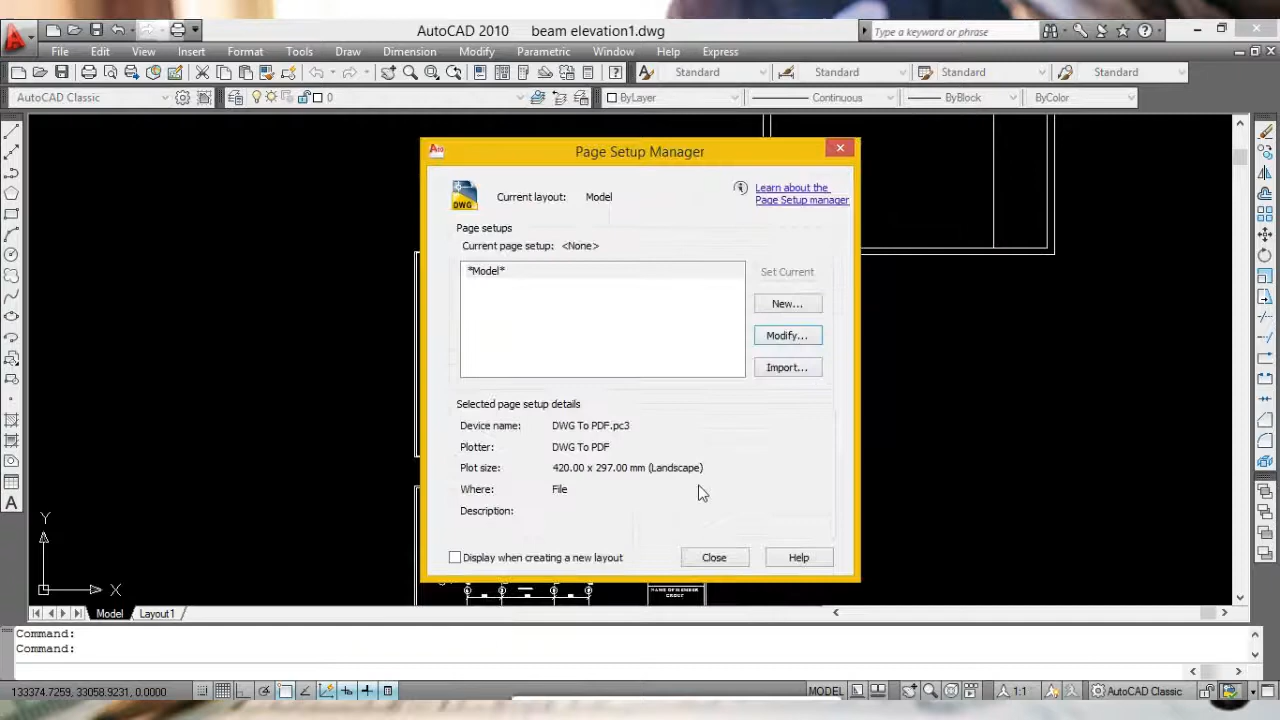 AutoCAD 2010 beam elevation1.dwg
Type a keyword or phrase
File Edit View Insert Format Tools Draw Dimension Modify Parametric Window Help Express
Standard Standard Standard Standard
AutoCAD Classic 0 ByLayer Continuous ByBlock ByColor
Page Setup Manager
DWG
Current layout: Model
Learn about the
Page Setup manager
Page setups
Current page setup: <None>
*Model*
Set Current
New...
Modify...
Import...
Selected page setup details
Device name: DWG To PDF.pc3
Plotter: DWG To PDF
Plot size: 420.00 x 297.00 mm (Landscape)
Where: File
Description:
Display when creating a new layout
Close Help
Y
X
NAME OF MEMBER
GROUP
Model Layout1
Command:
Command:
133374.7259, 33058.9231, 0.0000 MODEL 1:1 AutoCAD Classic